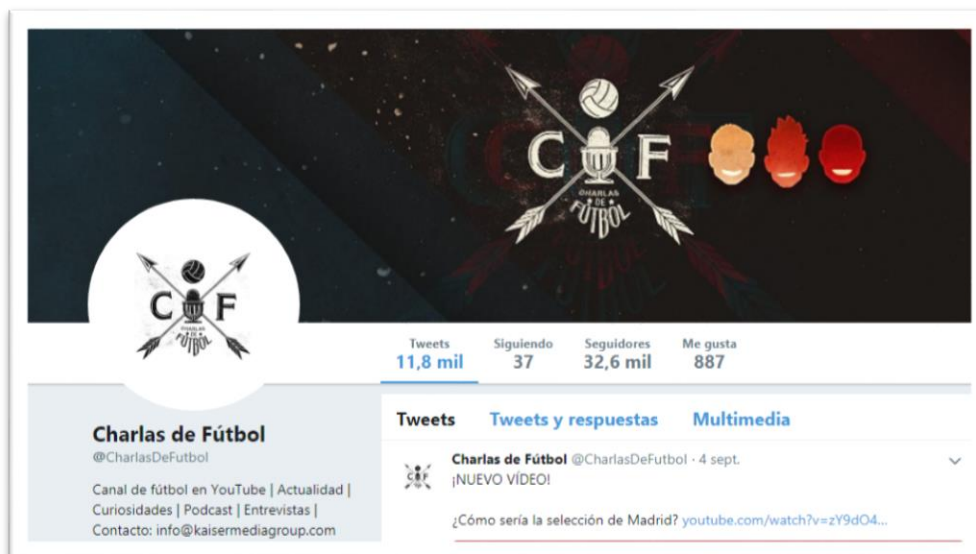 C F
CHARLAS
DE
FÚTBOL
C F
CHARLAS
DE
FÚTBOL
Tweets Siguiendo Seguidores Me gusta
11,8 mil 37 32,6 mil 887
Tweets Tweets y respuestas Multimedia
Charlas de Fútbol
@CharlasDeFutbol
Canal de fútbol en YouTube | Actualidad |
Curiosidades | Podcast | Entrevistas |
Contacto: info@kaisermediagroup.com
Charlas de Fútbol @CharlasDeFutbol · 4 sept.
¡NUEVO VÍDEO!
¿Cómo sería la selección de Madrid? youtube.com/watch?v=zY9dO4...